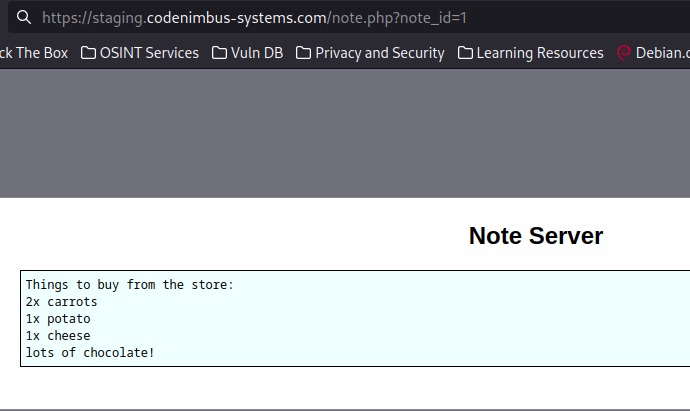 https://staging.codenimbus-systems.com/note.php?note_id=1
ck The Box OSINT Services Vuln DB Privacy and Security Learning Resources Debian.o
Note Server
Things to buy from the store:
2x carrots
1x potato
1x cheese
lots of chocolate!